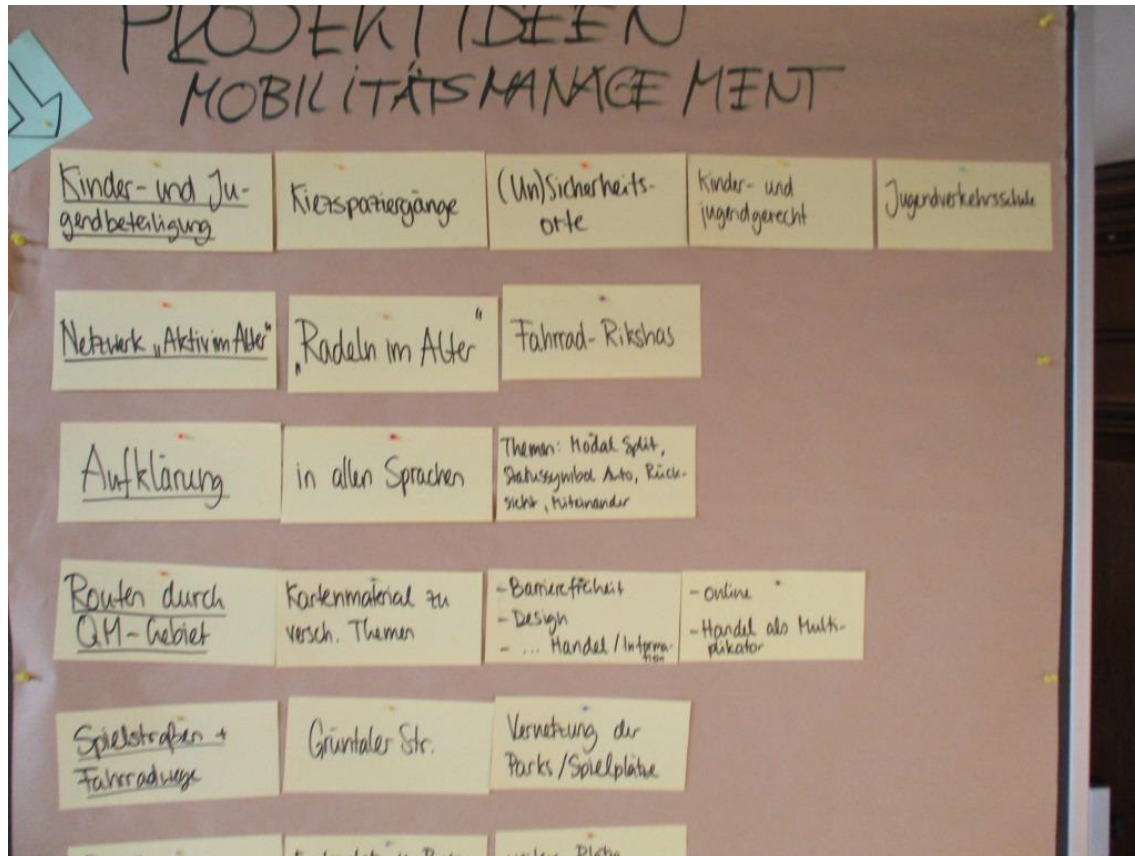 PROJEKTIDEEN
MOBILITÄTSMANAGEMENT
Kinder- und Ju-
gendbeteiligung
Kiezspaziergänge
(Un)Sicherheits-
orte
Kinder- und
jugendgerecht
Jugendverkehrsschule
Netzwerk „Aktiv im Alter"
„Radeln im Alter"
Fahrrad-Rikshas
Aufklärung
in allen Sprachen
Themen: Modal Split,
Statussymbol Auto, Rück-
sicht, Miteinander
Routen durch
QM-Gebiet
Kartenmaterial zu
versch. Themen
- Barrierefreiheit
- Design
- ... Handel / Informa-
tion
- online
- Handel als Multi-
plikator
Spielstraßen +
Fahrradwege
Grüntaler Str.
Vernetzung der
Parks/Spielplätze